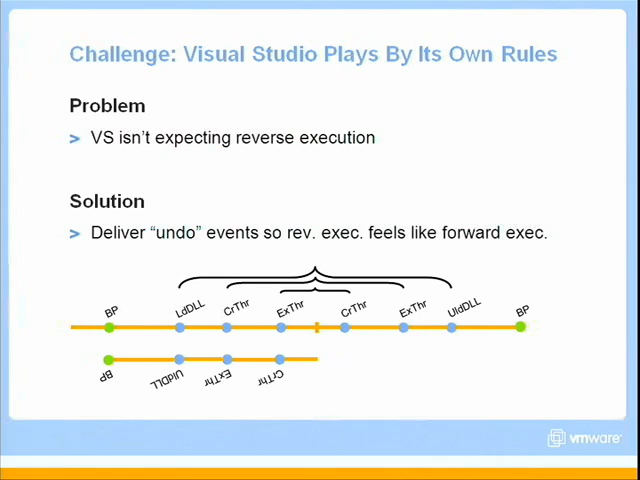 Challenge: Visual Studio Plays By Its Own Rules
Problem
> VS isn't expecting reverse execution
Solution
> Deliver "undo" events so rev. exec. feels like forward exec.
BP LdDLL CrThr ExThr CrThr ExThr UldDLL BP
BP UldDLL ExThr CrThr
vmware